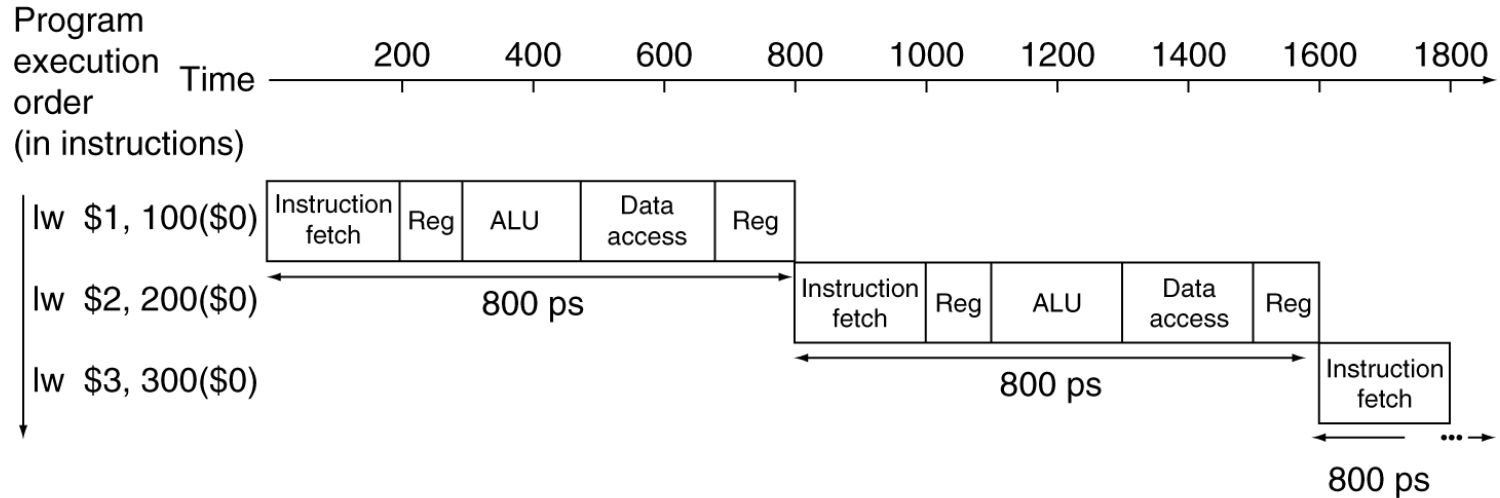 Program
execution
order
(in instructions)
Time
200 400 600 800 1000 1200 1400 1600 1800
lw $1, 100($0)
Instruction
fetch
Reg
ALU
Data
access
Reg
800 ps
lw $2, 200($0)
Instruction
fetch
Reg
ALU
Data
access
Reg
800 ps
lw $3, 300($0)
Instruction
fetch
...
800 ps